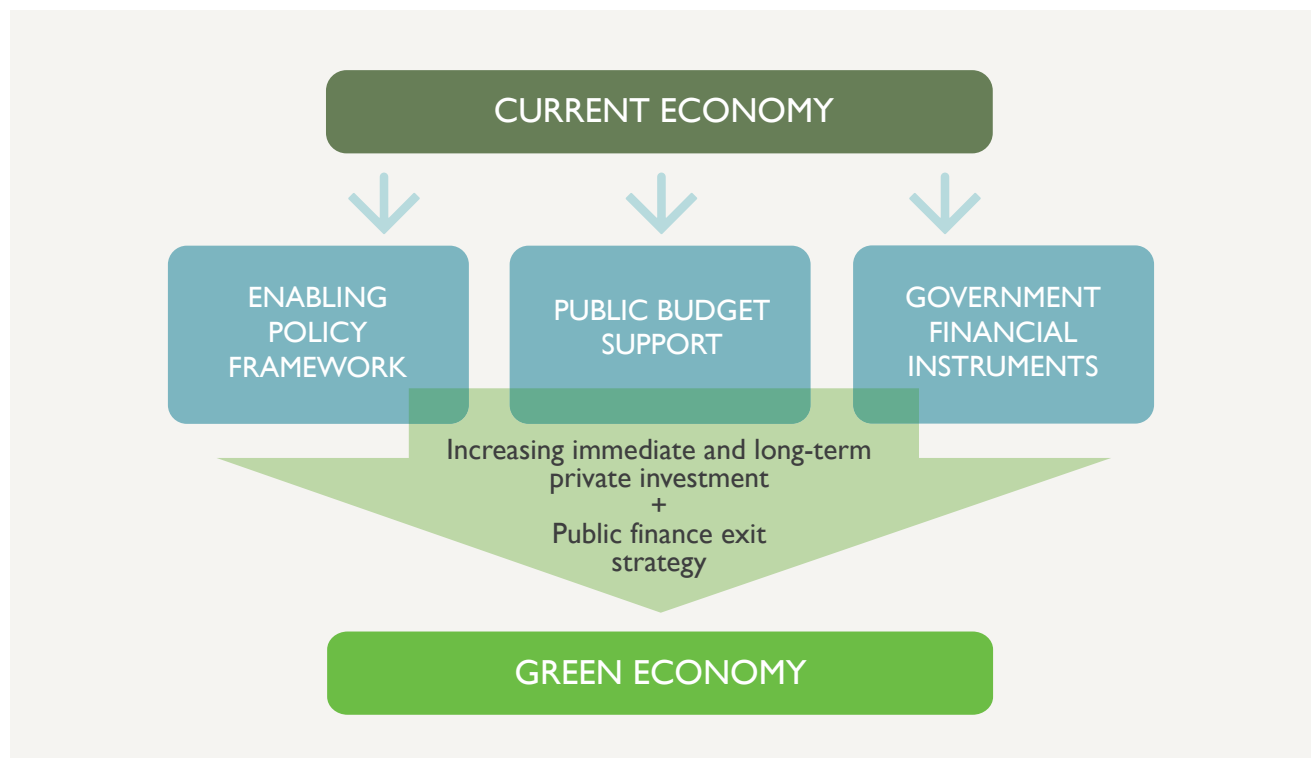 CURRENT ECONOMY
ENABLING
POLICY
FRAMEWORK
PUBLIC BUDGET
SUPPORT
GOVERNMENT
FINANCIAL
INSTRUMENTS
Increasing immediate and long-term
private investment
+
Public finance exit
strategy
GREEN ECONOMY